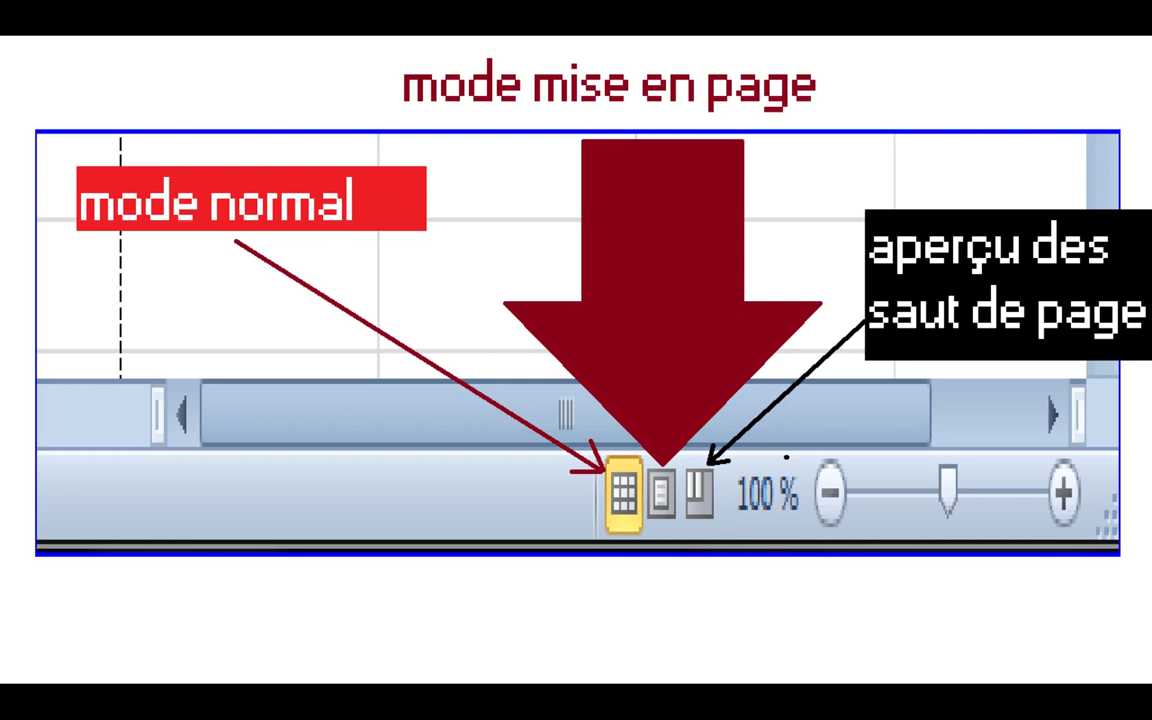 mode mise en page
mode normal
aperçu des
saut de page
100 %